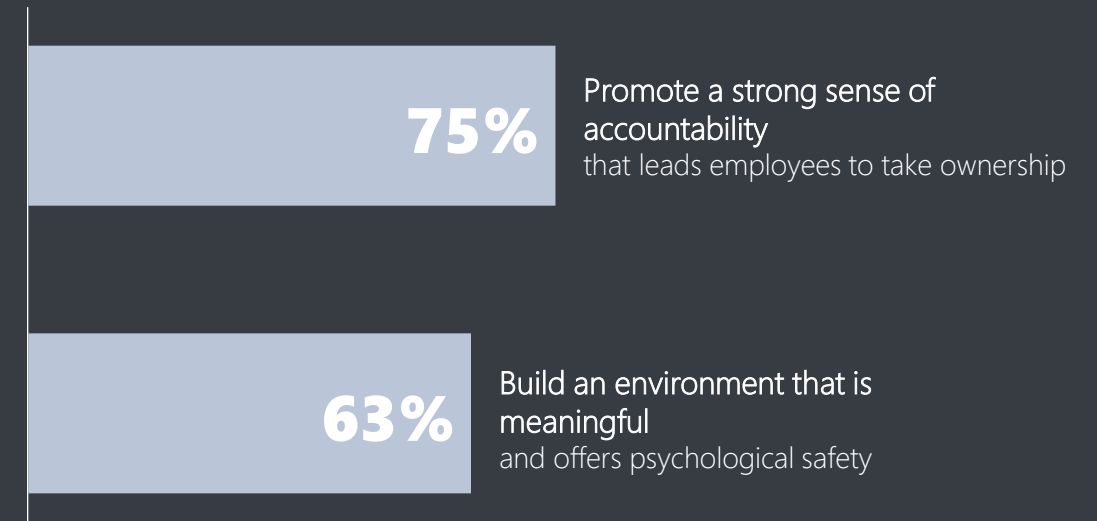 75%
Promote a strong sense of
accountability
that leads employees to take ownership
63%
Build an environment that is
meaningful
and offers psychological safety